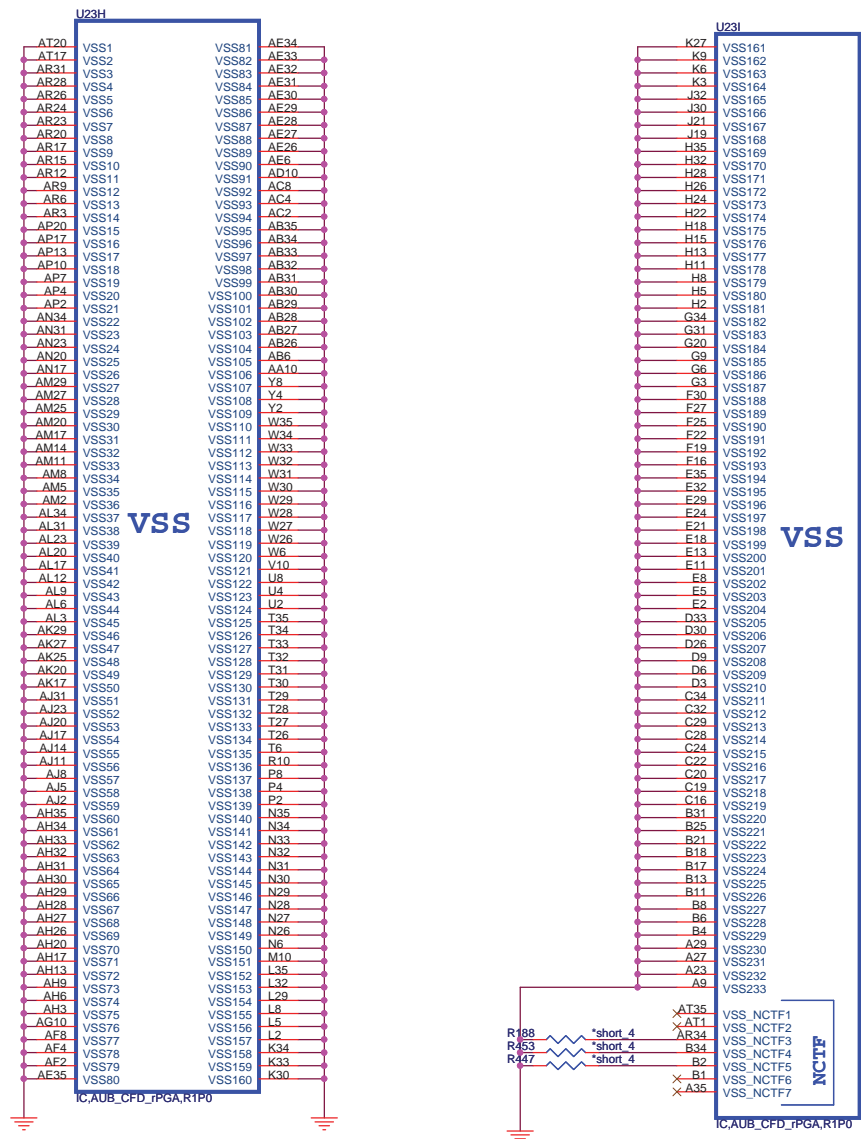 U23H
AT20 VSS1 VSS81 AE34
AT17 VSS2 VSS82 AE33
AR31 VSS3 VSS83 AE32
AR28 VSS4 VSS84 AE31
AR26 VSS5 VSS85 AE30
AR24 VSS6 VSS86 AE29
AR23 VSS7 VSS87 AE28
AR20 VSS8 VSS88 AE27
AR17 VSS9 VSS89 AE26
AR15 VSS10 VSS90 AE6
AR12 VSS11 VSS91 AD10
AR9 VSS12 VSS92 AC8
AR6 VSS13 VSS93 AC4
AR3 VSS14 VSS94 AC2
AP20 VSS15 VSS95 AB35
AP17 VSS16 VSS96 AB34
AP13 VSS17 VSS97 AB33
AP10 VSS18 VSS98 AB32
AP7 VSS19 VSS99 AB31
AP4 VSS20 VSS100 AB30
AP2 VSS21 VSS101 AB29
AN34 VSS22 VSS102 AB28
AN31 VSS23 VSS103 AB27
AN23 VSS24 VSS104 AB26
AN20 VSS25 VSS105 AB6
AN17 VSS26 VSS106 AA10
AM29 VSS27 VSS107 Y8
AM27 VSS28 VSS108 Y4
AM25 VSS29 VSS109 Y2
AM20 VSS30 VSS110 W35
AM17 VSS31 VSS111 W34
AM14 VSS32 VSS112 W33
AM11 VSS33 VSS113 W32
AM8 VSS34 VSS114 W31
AM5 VSS35 VSS115 W30
AM2 VSS36 VSS116 W29
AL34 VSS37 VSS117 W28
AL31 VSS38 VSS118 W27
VSS
AL23 VSS39 VSS119 W26
AL20 VSS40 VSS120 W6
AL17 VSS41 VSS121 V10
AL12 VSS42 VSS122 U8
AL9 VSS43 VSS123 U4
AL6 VSS44 VSS124 U2
AL3 VSS45 VSS125 T35
AK29 VSS46 VSS126 T34
AK27 VSS47 VSS127 T33
AK25 VSS48 VSS128 T32
AK20 VSS49 VSS129 T31
AK17 VSS50 VSS130 T30
AJ31 VSS51 VSS131 T29
AJ23 VSS52 VSS132 T28
AJ20 VSS53 VSS133 T27
AJ17 VSS54 VSS134 T26
AJ14 VSS55 VSS135 T6
AJ11 VSS56 VSS136 R10
AJ8 VSS57 VSS137 P8
AJ5 VSS58 VSS138 P4
AJ2 VSS59 VSS139 P2
AH35 VSS60 VSS140 N35
AH34 VSS61 VSS141 N34
AH33 VSS62 VSS142 N33
AH32 VSS63 VSS143 N32
AH31 VSS64 VSS144 N31
AH30 VSS65 VSS145 N30
AH29 VSS66 VSS146 N29
AH28 VSS67 VSS147 N28
AH27 VSS68 VSS148 N27
AH26 VSS69 VSS149 N26
AH20 VSS70 VSS150 N6
AH17 VSS71 VSS151 M10
AH13 VSS72 VSS152 L35
AH9 VSS73 VSS153 L32
AH6 VSS74 VSS154 L29
AH3 VSS75 VSS155 L8
AG10 VSS76 VSS156 L5
AF8 VSS77 VSS157 L2
AF4 VSS78 VSS158 K34
AF2 VSS79 VSS159 K33
AE35 VSS80 VSS160 K30
IC,AUB_CFD_rPGA,R1P0
U23I
K27 VSS161
K9 VSS162
K6 VSS163
K3 VSS164
J32 VSS165
J30 VSS166
J21 VSS167
J19 VSS168
H35 VSS169
H32 VSS170
H28 VSS171
H26 VSS172
H24 VSS173
H22 VSS174
H18 VSS175
H15 VSS176
H13 VSS177
H11 VSS178
H8 VSS179
H5 VSS180
H2 VSS181
G34 VSS182
G31 VSS183
G20 VSS184
G9 VSS185
G6 VSS186
G3 VSS187
F30 VSS188
F27 VSS189
F25 VSS190
F22 VSS191
F19 VSS192
F16 VSS193
E35 VSS194
E32 VSS195
E29 VSS196
E24 VSS197
E21 VSS198
VSS
E18 VSS199
E13 VSS200
E11 VSS201
E8 VSS202
E5 VSS203
E2 VSS204
D33 VSS205
D30 VSS206
D26 VSS207
D9 VSS208
D6 VSS209
D3 VSS210
C34 VSS211
C32 VSS212
C29 VSS213
C28 VSS214
C24 VSS215
C22 VSS216
C20 VSS217
C19 VSS218
C16 VSS219
B31 VSS220
B25 VSS221
B21 VSS222
B18 VSS223
B17 VSS224
B13 VSS225
B11 VSS226
B8 VSS227
B6 VSS228
B4 VSS229
A29 VSS230
A27 VSS231
A23 VSS232
A9 VSS233
AT35 VSS_NCTF1
AT1 VSS_NCTF2
R188 *short_4 AR34 VSS_NCTF3
R453 *short_4 B34 VSS_NCTF4
R447 *short_4 B2 VSS_NCTF5
B1 VSS_NCTF6
A35 VSS_NCTF7
NCTF
IC,AUB_CFD_rPGA,R1P0